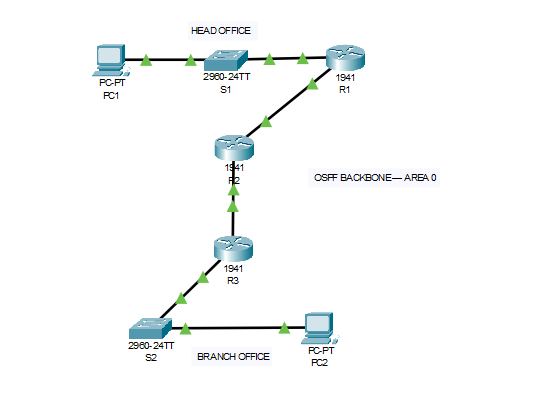 HEAD OFFICE
PC-PT
PC1
2960-24TT
S1
1941
R1
1941
R2
OSPF BACKBONE— AREA 0
1941
R3
2960-24TT
S2
BRANCH OFFICE
PC-PT
PC2